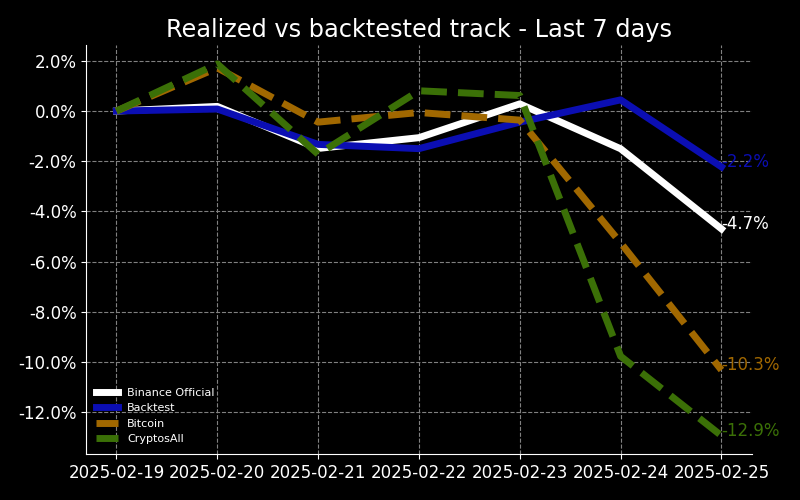 Realized vs backtested track - Last 7 days
2.0%
0.0%
-2.0%
-4.0%
-6.0%
-8.0%
-10.0%
-12.0%
-2.2%
-4.7%
-10.3%
-12.9%
Binance Official
Backtest
Bitcoin
CryptosAll
2025-02-19 2025-02-20 2025-02-21 2025-02-22 2025-02-23 2025-02-24 2025-02-25